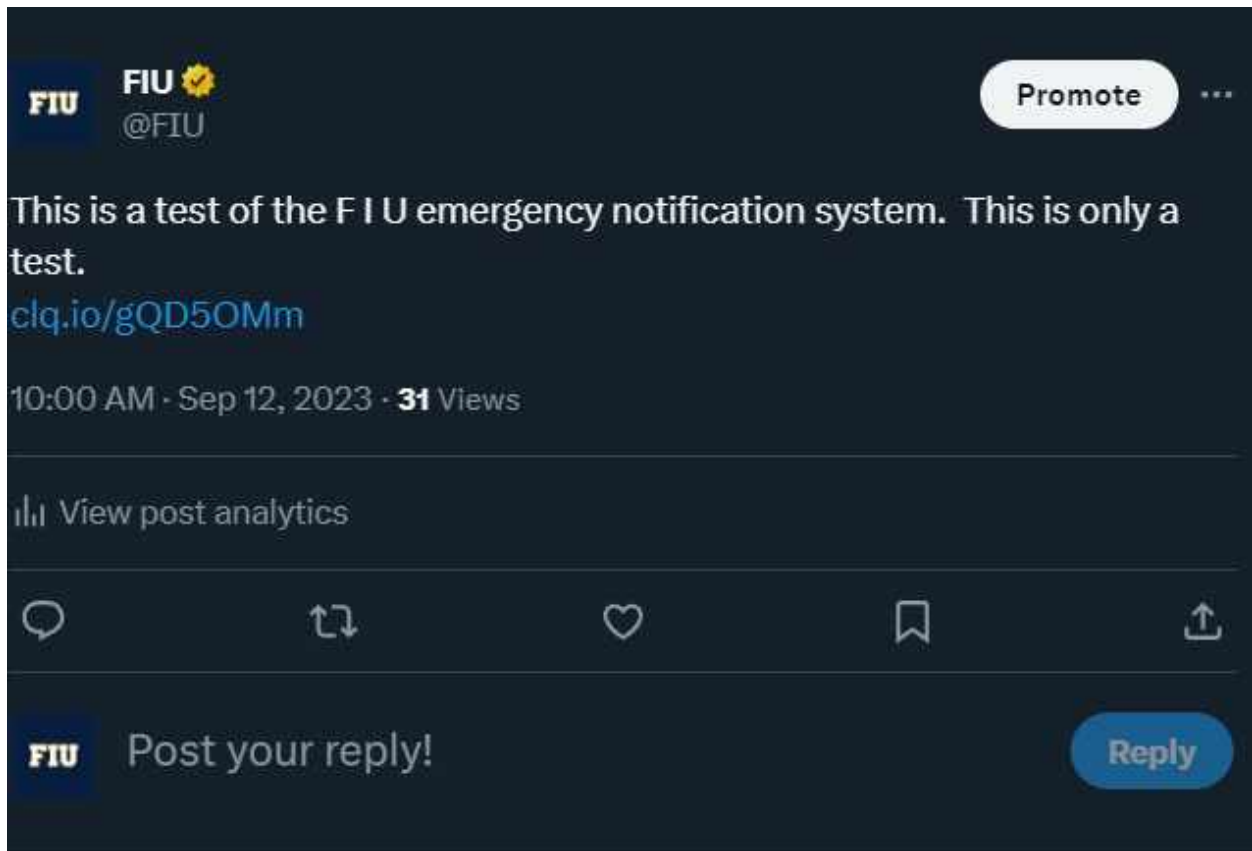 FIU
FIU
@FIU
Promote
This is a test of the F I U emergency notification system.  This is only a
test.
clq.io/gQD5OMm
10:00 AM · Sep 12, 2023 · 31 Views
View post analytics
FIU
Post your reply!
Reply